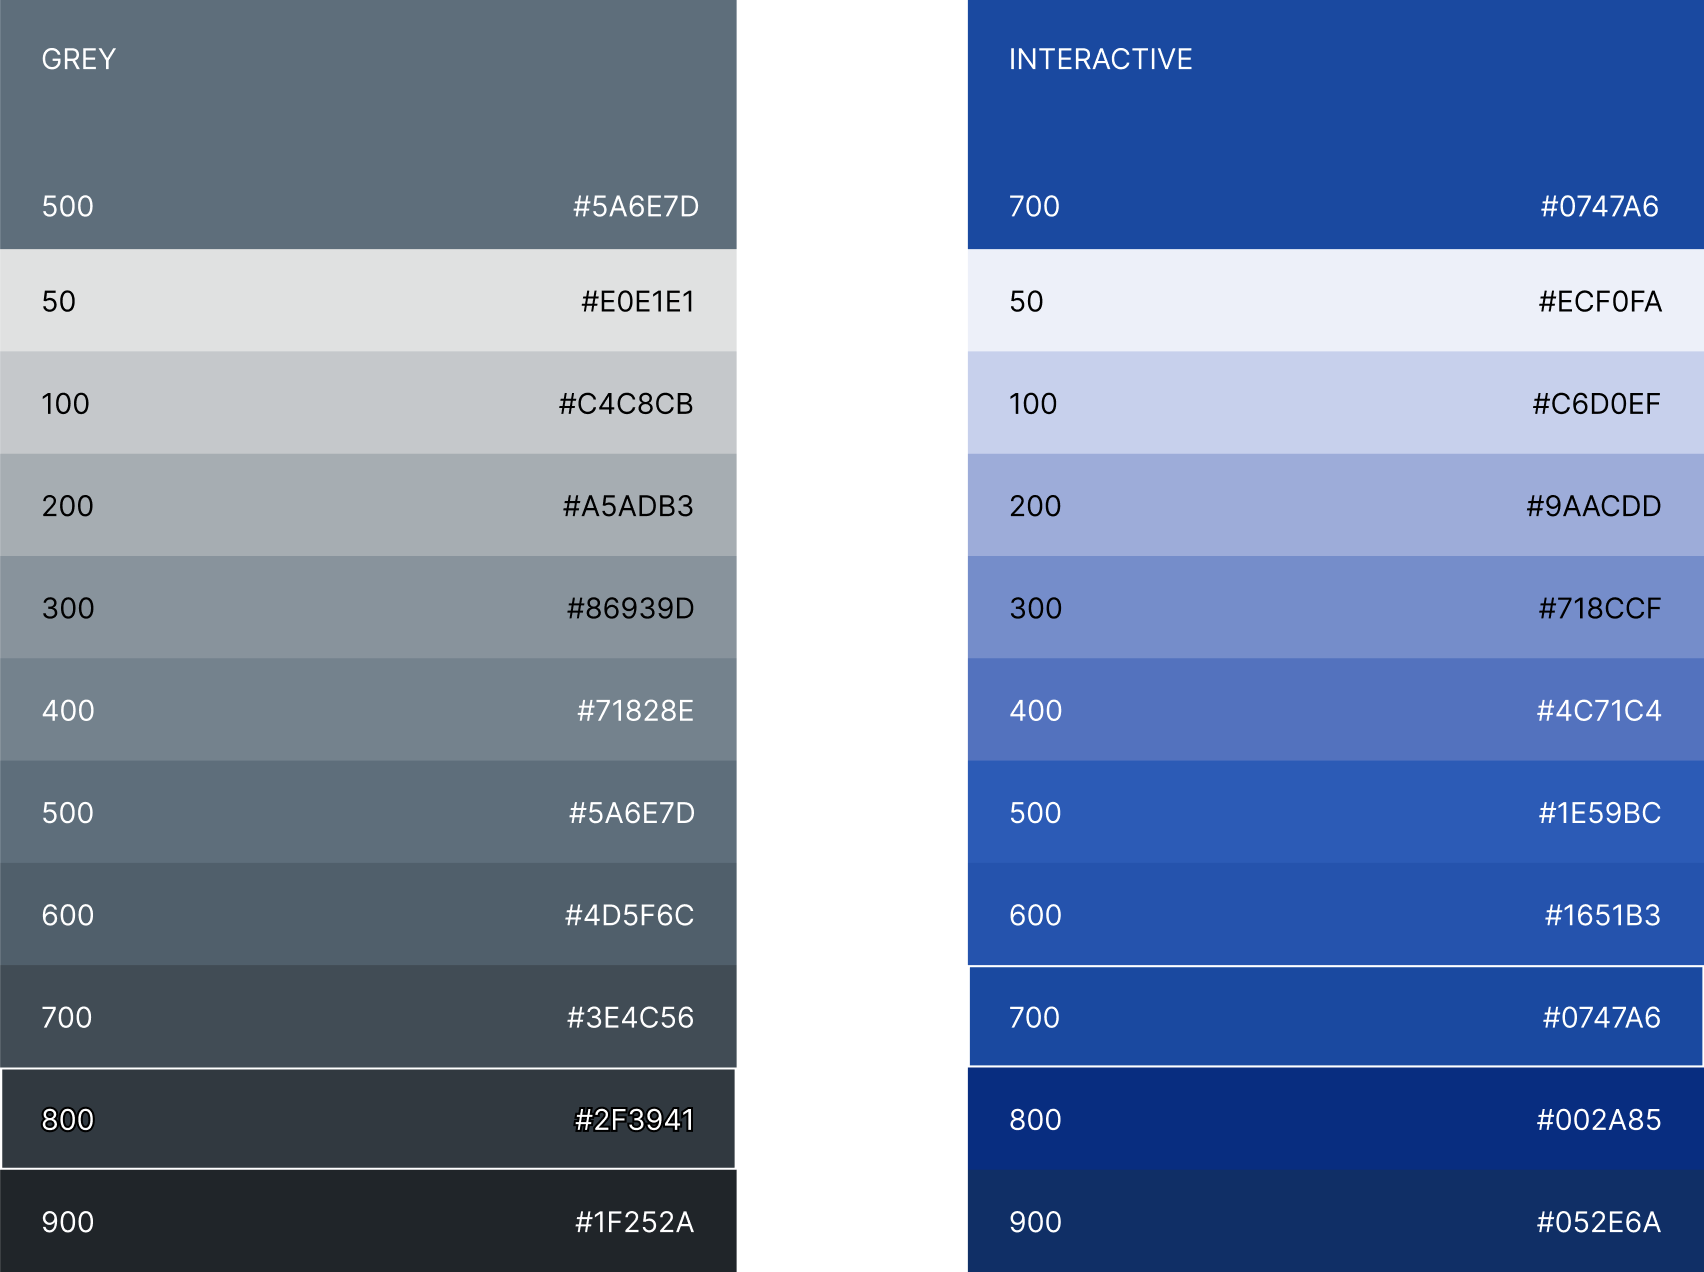 GREY
500 #5A6E7D
50 #E0E1E1
100 #C4C8CB
200 #A5ADB3
300 #86939D
400 #71828E
500 #5A6E7D
600 #4D5F6C
700 #3E4C56
800 #2F3941
900 #1F252A
INTERACTIVE
700 #0747A6
50 #ECF0FA
100 #C6D0EF
200 #9AACDD
300 #718CCF
400 #4C71C4
500 #1E59BC
600 #1651B3
700 #0747A6
800 #002A85
900 #052E6A